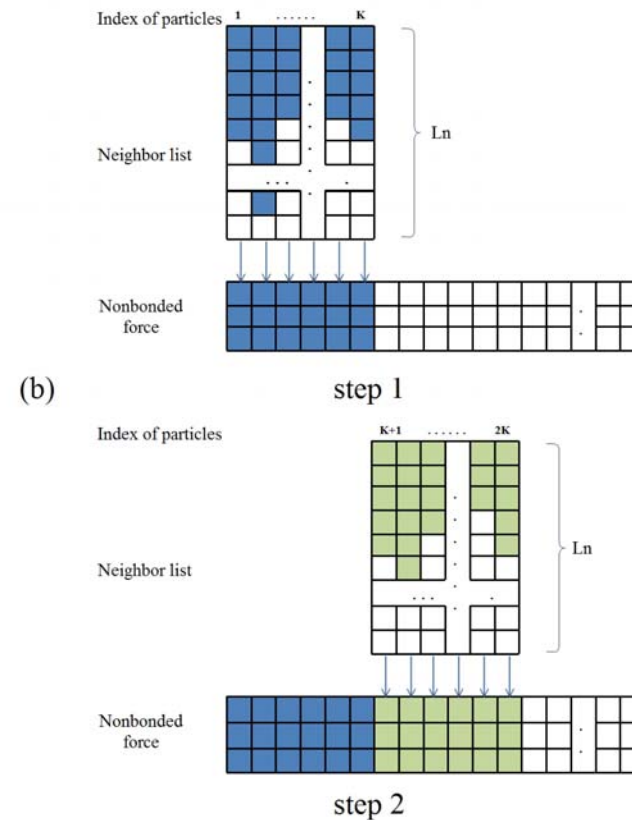 Index of particles 1 ...... K
Ln
Neighbor list
Nonbonded
force
(b) step 1
Index of particles K+1 ...... 2K
Ln
Neighbor list
Nonbonded
force
step 2